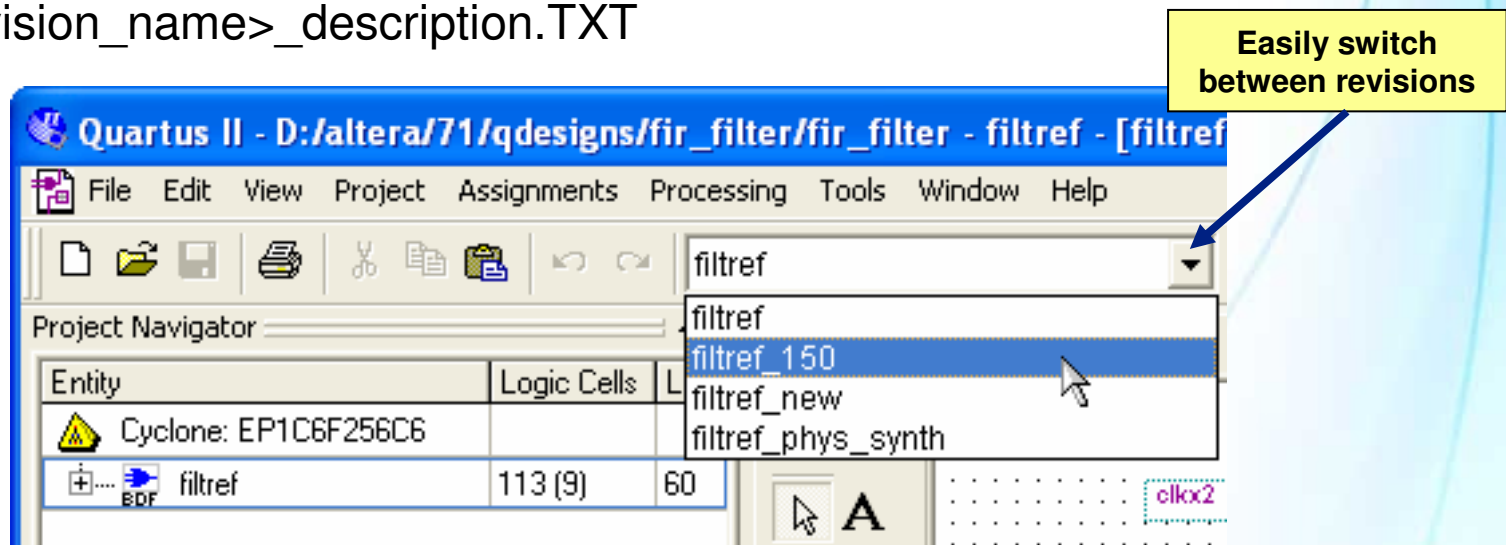 ision_name>_description.TXT
Easily switch
between revisions
Quartus II - D:/altera/71/qdesigns/fir_filter/fir_filter - filtref - [filtref
File Edit View Project Assignments Processing Tools Window Help
filtref
Project Navigator
filtref
filtref_150
filtref_new
filtref_phys_synth
Entity Logic Cells L
Cyclone: EP1C6F256C6
BDF filtref 113 (9) 60
A
clkx2